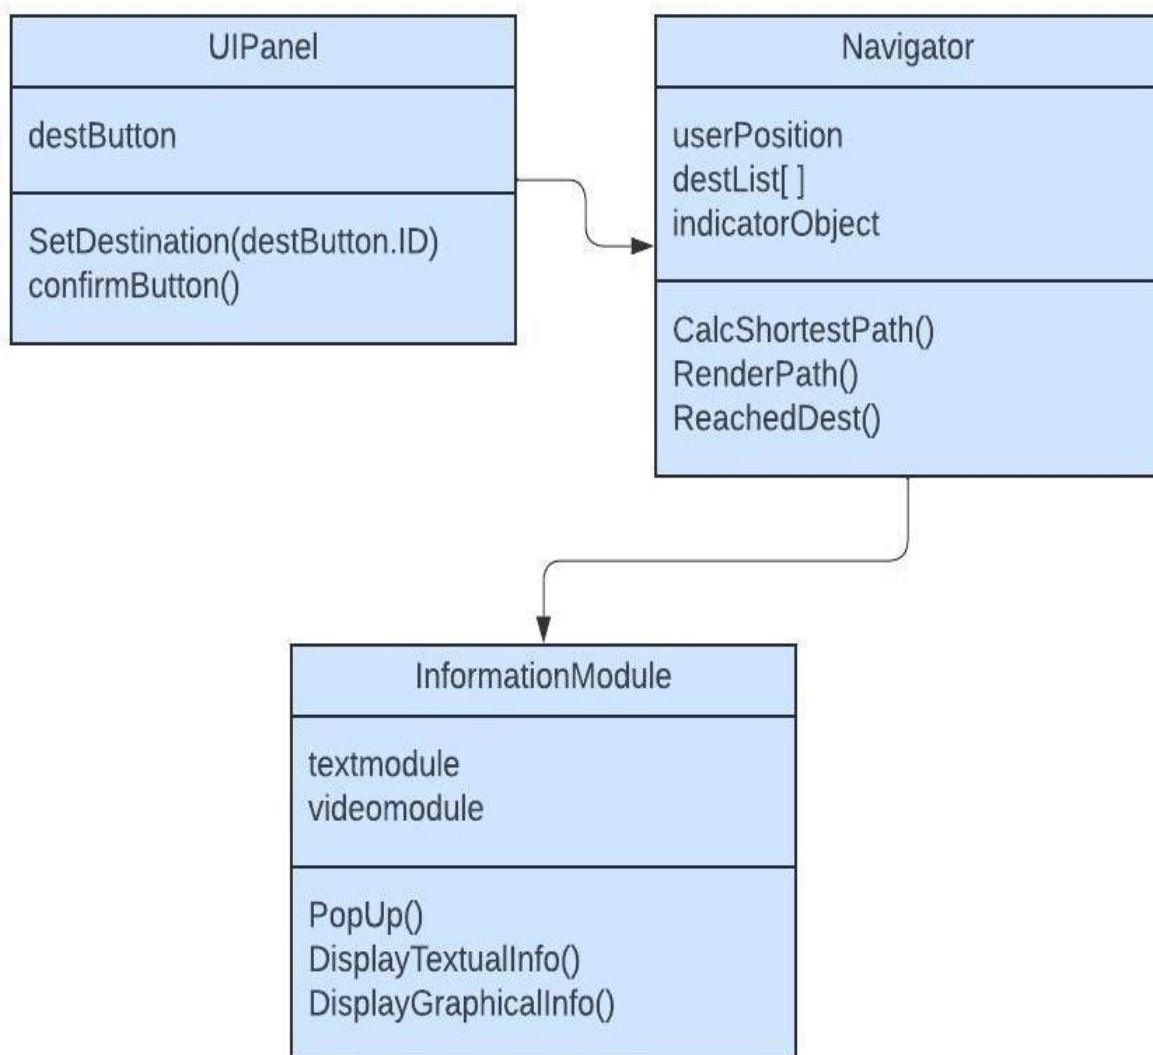 UIPanel
destButton
SetDestination(destButton.ID)
confirmButton()
Navigator
userPosition
destList[ ]
indicatorObject
CalcShortestPath()
RenderPath()
ReachedDest()
InformationModule
textmodule
videomodule
PopUp()
DisplayTextualInfo()
DisplayGraphicalInfo()